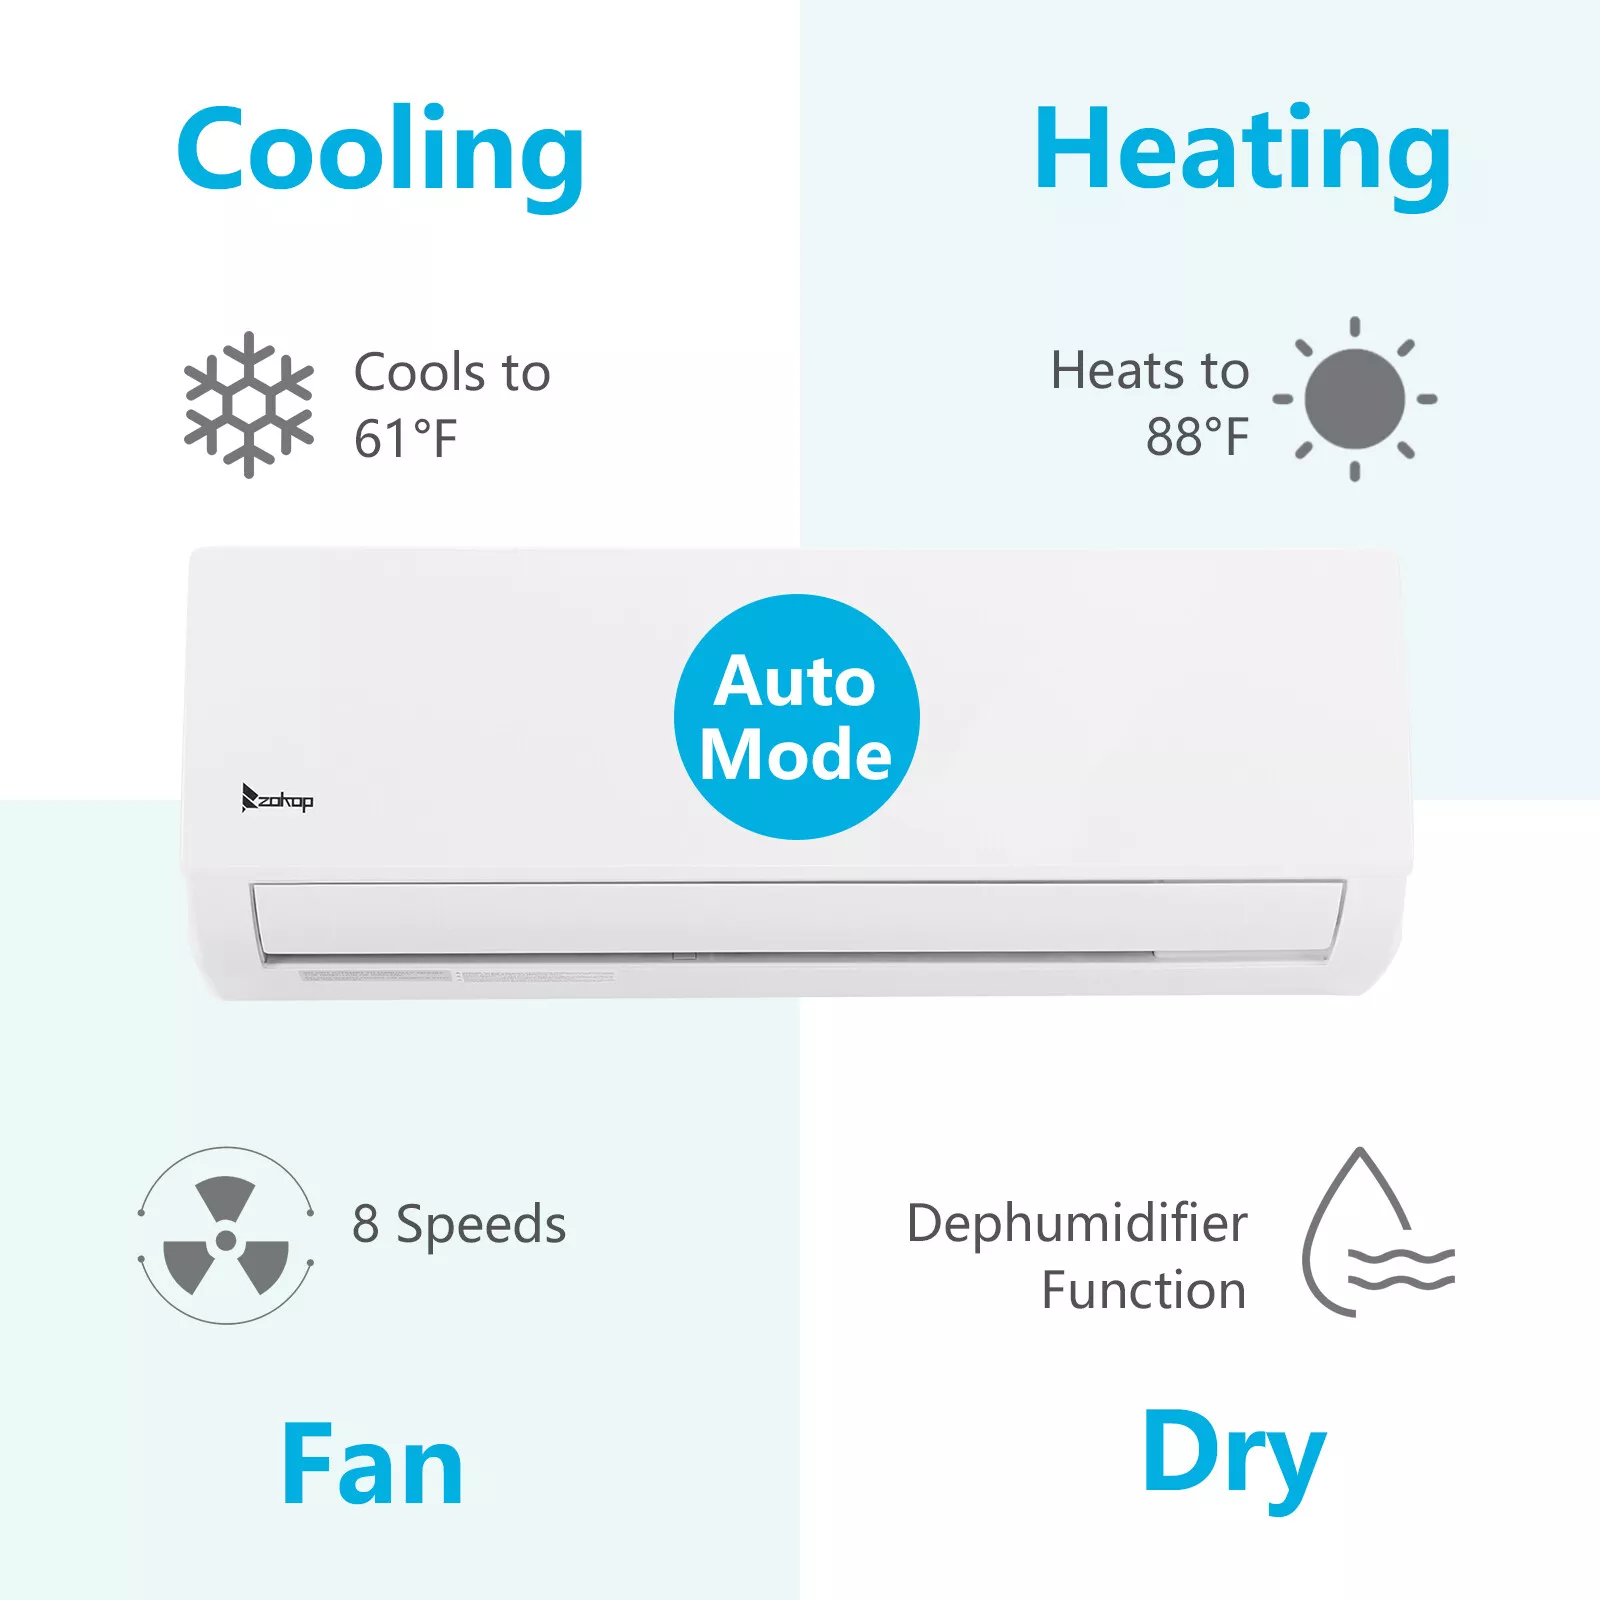 Cooling
Heating
Cools to
61°F
Heats to
88°F
Auto
Mode
zokop
8 Speeds
Dephumidifier
Function
Fan
Dry